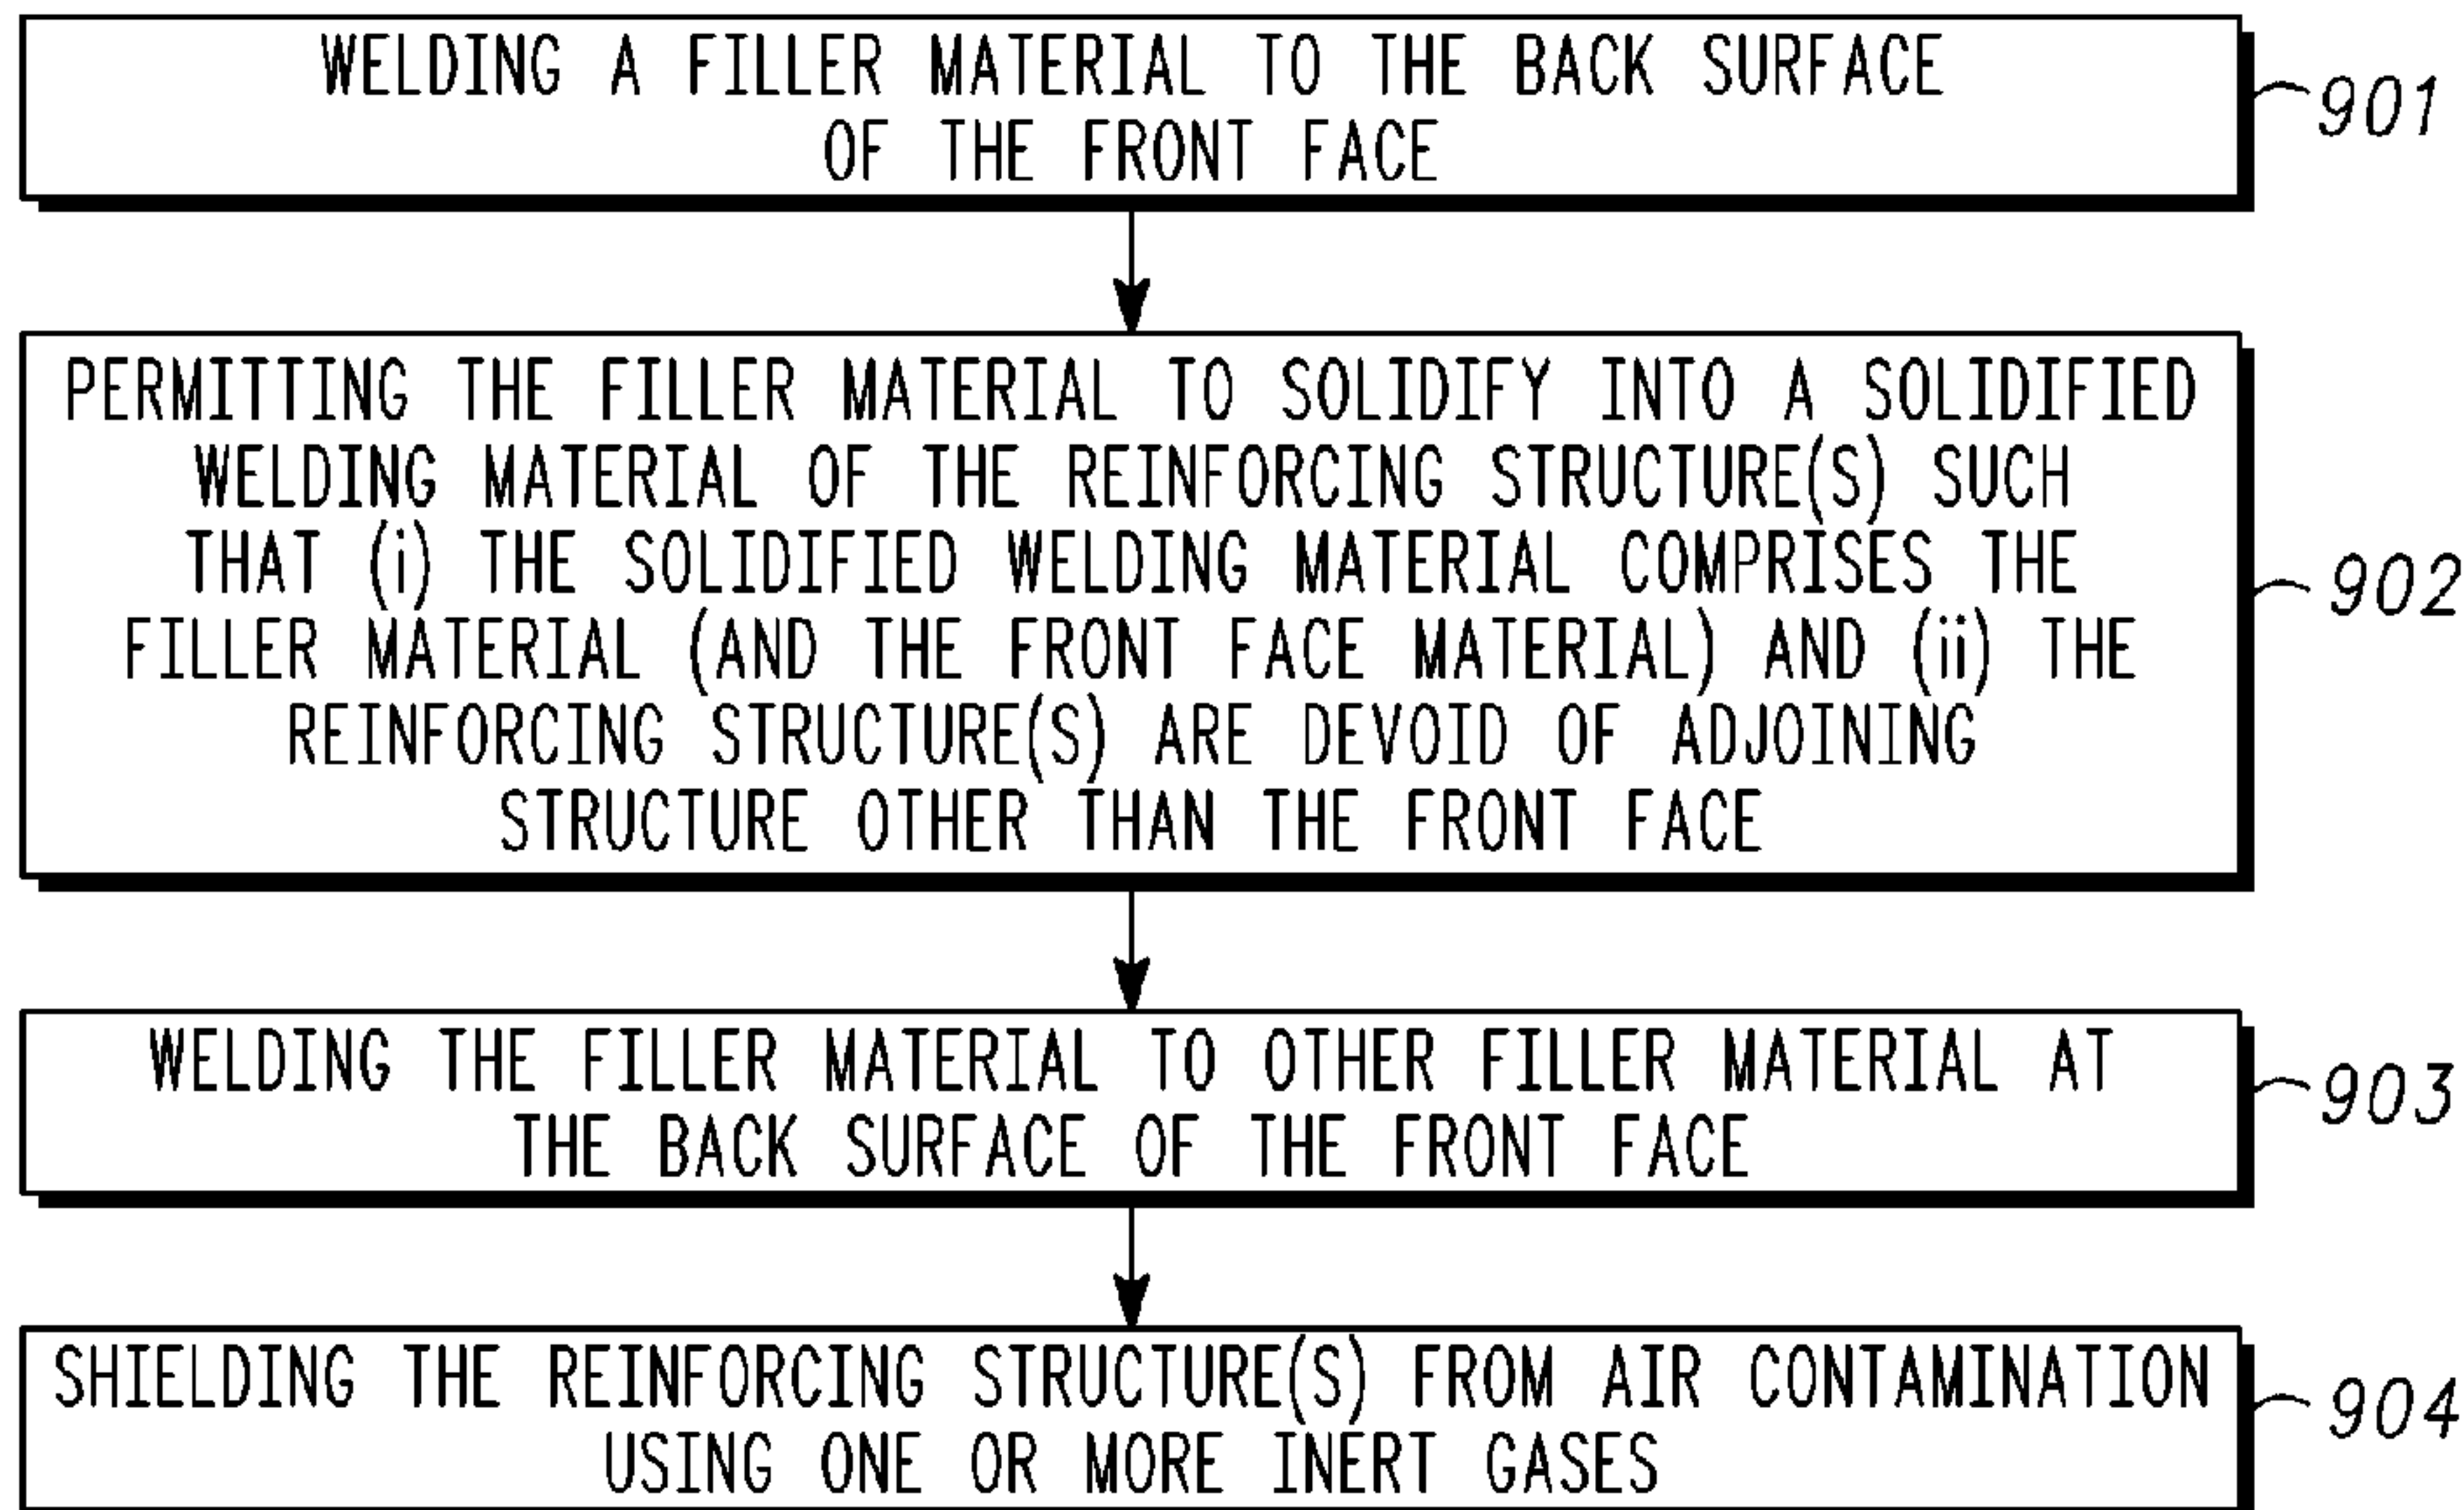 WELDING A FILLER MATERIAL TO THE BACK SURFACE
OF THE FRONT FACE
901
PERMITTING THE FILLER MATERIAL TO SOLIDIFY INTO A SOLIDIFIED
WELDING MATERIAL OF THE REINFORCING STRUCTURE(S) SUCH
THAT (i) THE SOLIDIFIED WELDING MATERIAL COMPRISES THE
FILLER MATERIAL (AND THE FRONT FACE MATERIAL) AND (ii) THE
REINFORCING STRUCTURE(S) ARE DEVOID OF ADJOINING
STRUCTURE OTHER THAN THE FRONT FACE
902
WELDING THE FILLER MATERIAL TO OTHER FILLER MATERIAL AT
THE BACK SURFACE OF THE FRONT FACE
903
SHIELDING THE REINFORCING STRUCTURE(S) FROM AIR CONTAMINATION
USING ONE OR MORE INERT GASES
904